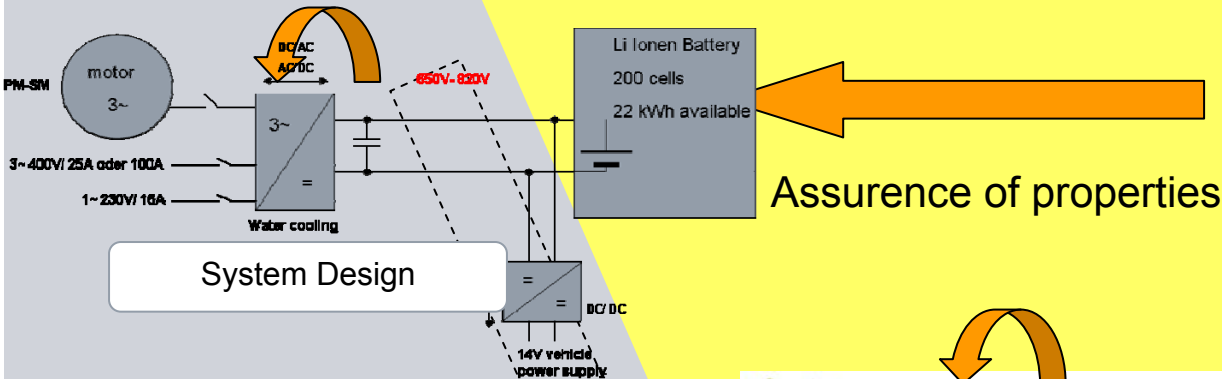 DC/AC
AC/DC
PM-SM
motor
3~
650V-820V
Li Ionen Battery
200 cells
22 kWh available
3~
=
3~400V/ 25A oder 100A
1~230V/ 16A
Water cooling
Assurence of properties
System Design
=
=
DC/DC
14V vehicle
power supply